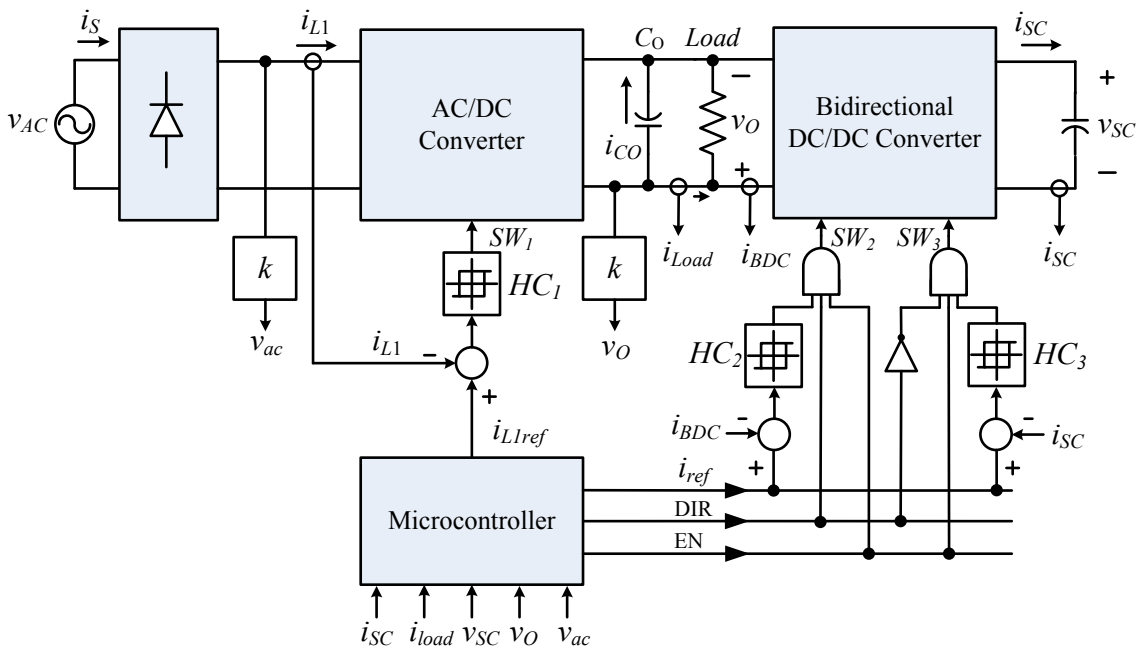 i_S
i_L1
C_O
Load
i_SC
v_AC
AC/DC
Converter
i_CO
−
v_O
+
Bidirectional
DC/DC Converter
+
v_SC
−
k
SW_1
HC_1
k
i_Load
i_BDC
SW_2
SW_3
i_SC
v_ac
i_L1
-
+
v_O
HC_2
HC_3
i_L1ref
i_BDC
-
+
-
+
i_SC
Microcontroller
i_ref
DIR
EN
i_SC
i_load
v_SC
v_O
v_ac